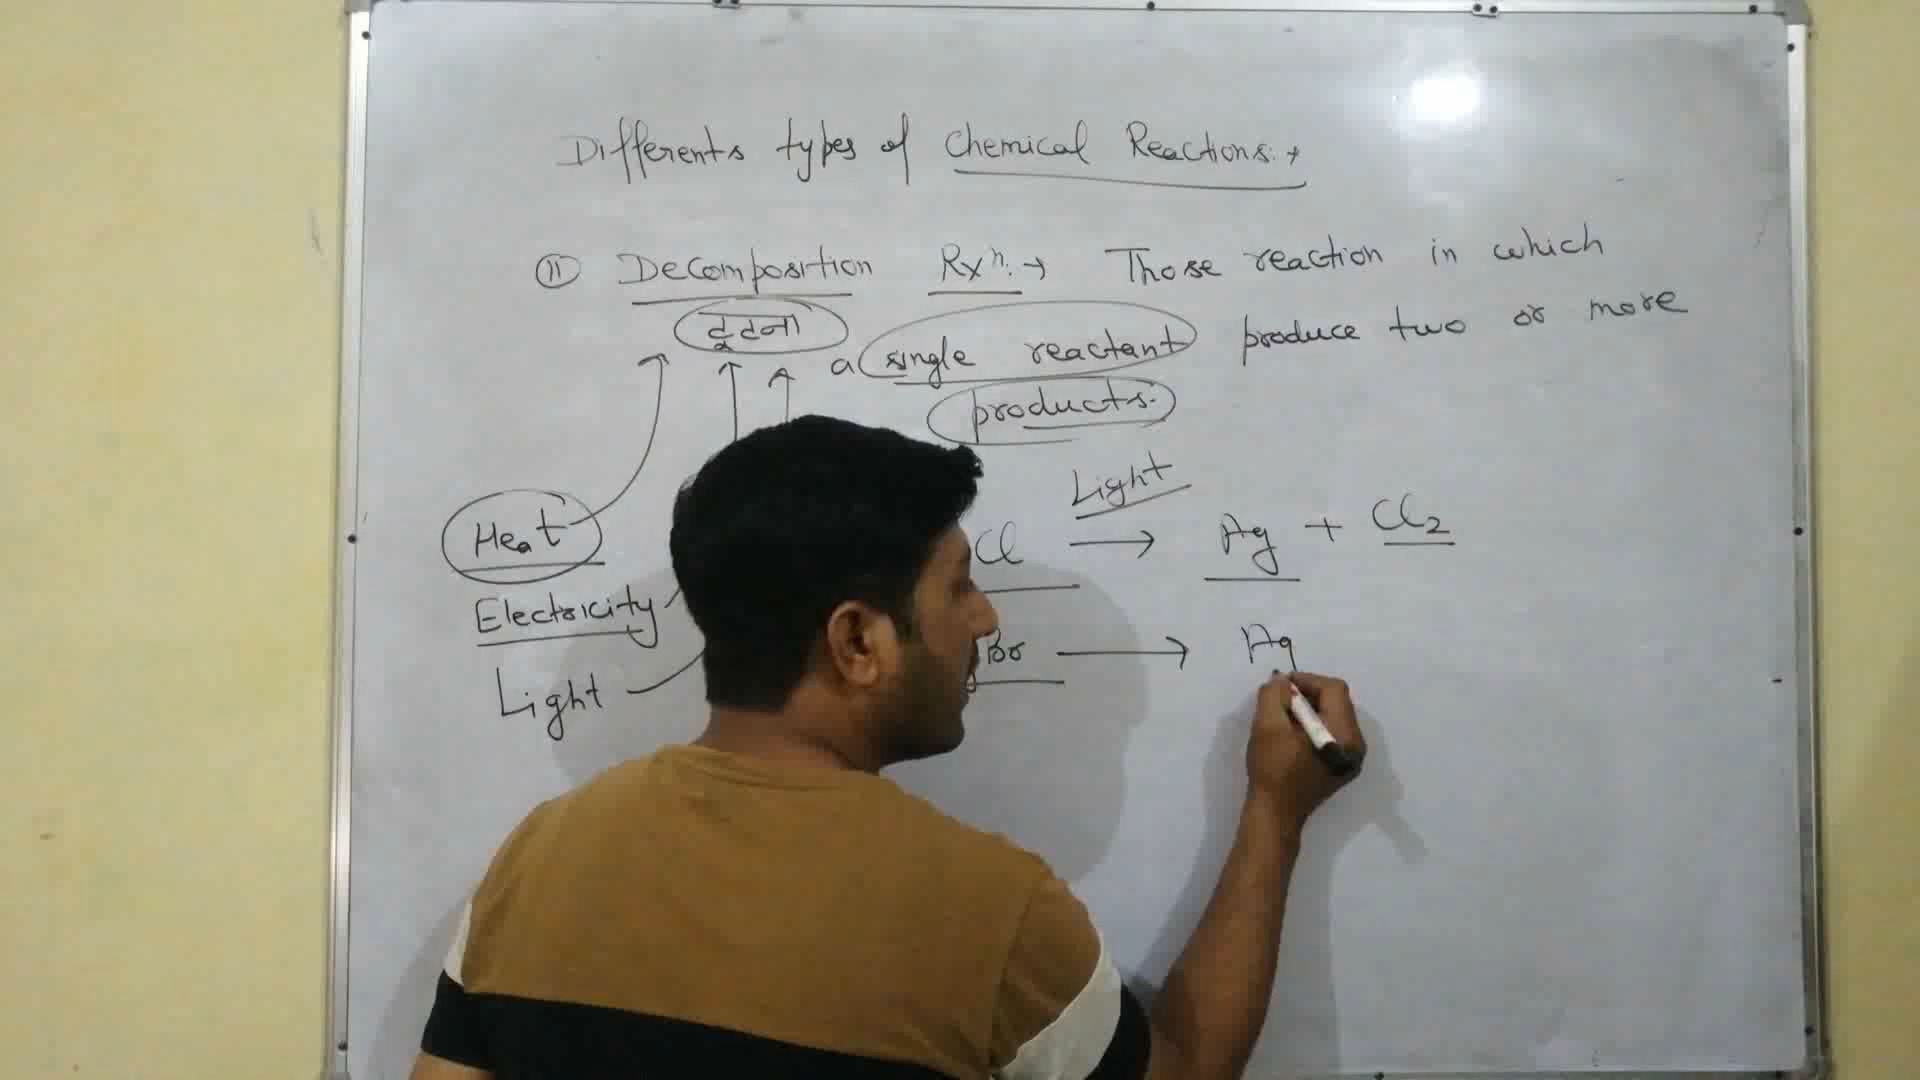 Differents types of Chemical Reactions:→
(ii) Decomposition Rxn:→ Those reaction in which
टूटना
a single reactant produce two or more
products:
Light
Heat
Cl → Ag + Cl2
Electricity
Br → Ag
Light